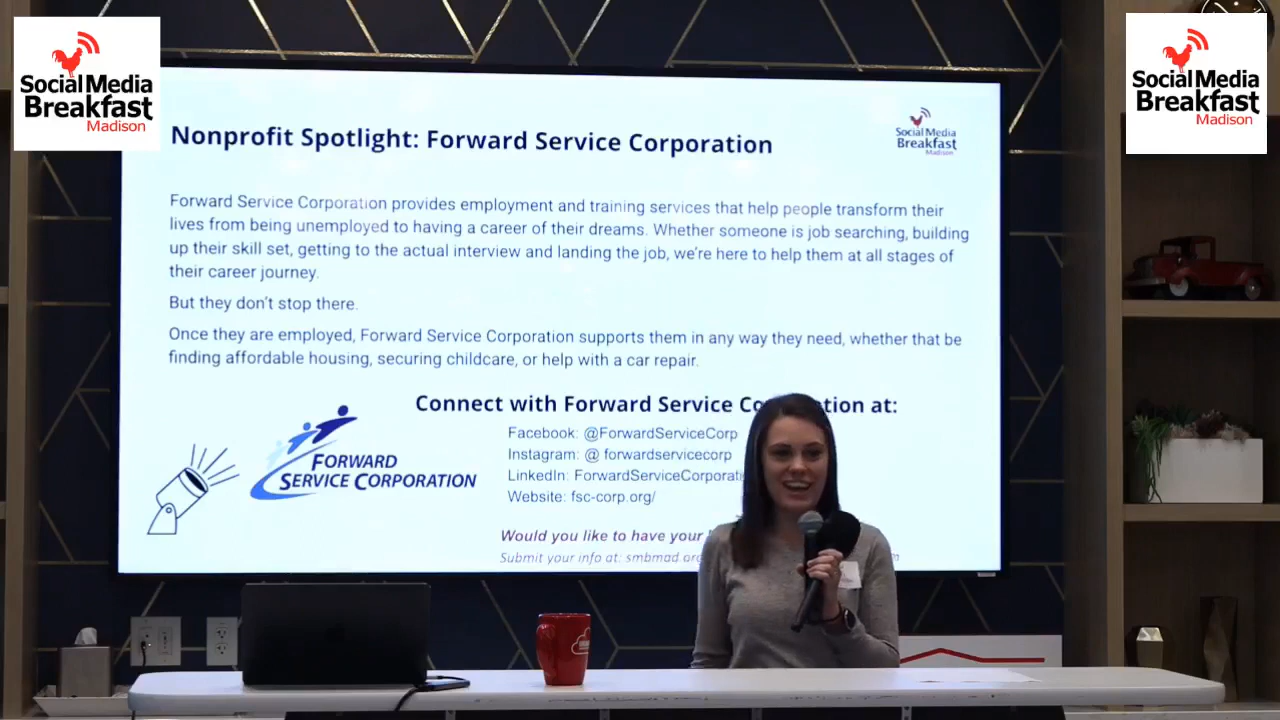 Social Media
Breakfast
Madison
Social Media
Breakfast
Madison
Nonprofit Spotlight: Forward Service Corporation
Social Media
Breakfast
Madison
Forward Service Corporation provides employment and training services that help people transform their
lives from being unemployed to having a career of their dreams. Whether someone is job searching, building
up their skill set, getting to the actual interview and landing the job, we're here to help them at all stages of
their career journey.
But they don't stop there.
Once they are employed, Forward Service Corporation supports them in any way they need, whether that be
finding affordable housing, securing childcare, or help with a car repair.
Connect with Forward Service at:
Facebook: @ForwardServiceCorp
Instagram: @ forwardservicecorp
LinkedIn: ForwardServiceCorporati
Website: fsc-corp.org/
FORWARD
SERVICE CORPORATION
Would you like to have your
Submit your info at: